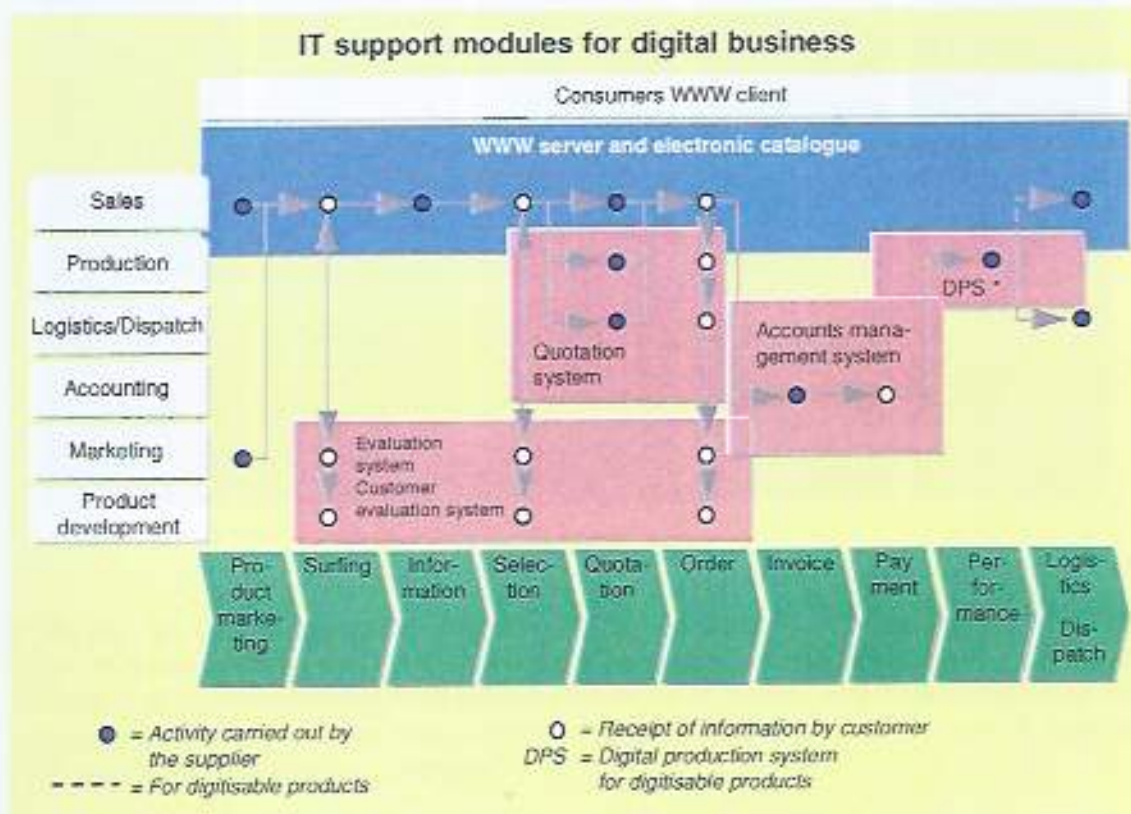 IT support modules for digital business
Consumers WWW client
WWW server and electronic catalogue
Sales
Production
Logistics/Dispatch
Accounting
Marketing
Product
development
Quotation
system
DPS *
Accounts mana-
gement system
Evaluation
system
Customer
evaluation system
Pro-
duct
marke-
ting
Surfing
Infor-
mation
Selec-
tion
Quota-
tion
Order
Invoice
Pay
ment
Per-
for-
mance
Logis-
tics
Dis-
patch
= Activity carried out by
the supplier
---- = For digitisable products
= Receipt of information by customer
DPS = Digital production system
for digitisable products